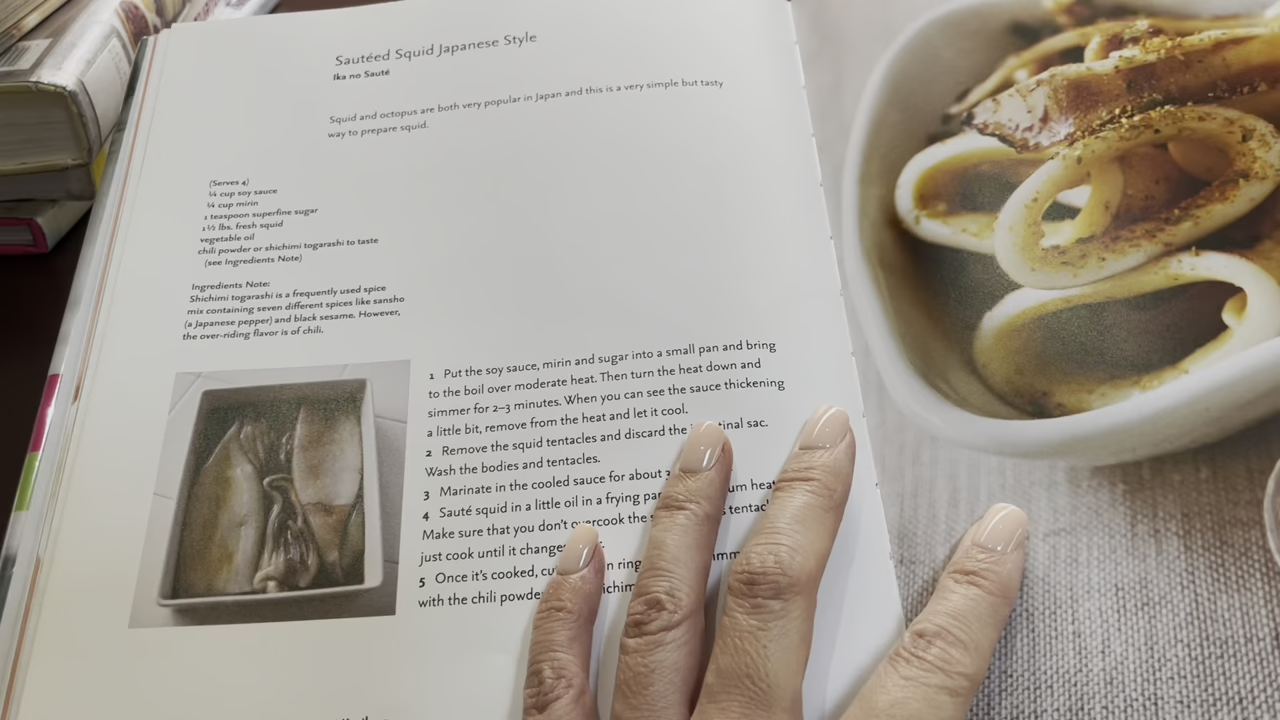 Sautéed Squid Japanese Style
Ika no Sauté
Squid and octopus are both very popular in Japan and this is a very simple but tasty
way to prepare squid.
(Serves 4)
¼ cup soy sauce
¼ cup mirin
1 teaspoon superfine sugar
1½ lbs. fresh squid
vegetable oil
chili powder or shichimi togarashi to taste
(see Ingredients Note)
Ingredients Note:
Shichimi togarashi is a frequently used spice
mix containing seven different spices like sansho
(a Japanese pepper) and black sesame. However,
the over-riding flavor is of chili.
1 Put the soy sauce, mirin and sugar into a small pan and bring
to the boil over moderate heat. Then turn the heat down and
simmer for 2–3 minutes. When you can see the sauce thickening
a little bit, remove from the heat and let it cool.
2 Remove the squid tentacles and discard the sac.
Wash the bodies and tentacles.
3 Marinate in the cooled sauce for about
4 Sauté squid in a little oil in a frying heat
Make sure that you don't overcook the
just cook until it
5 Once it's cooked,
with the chili